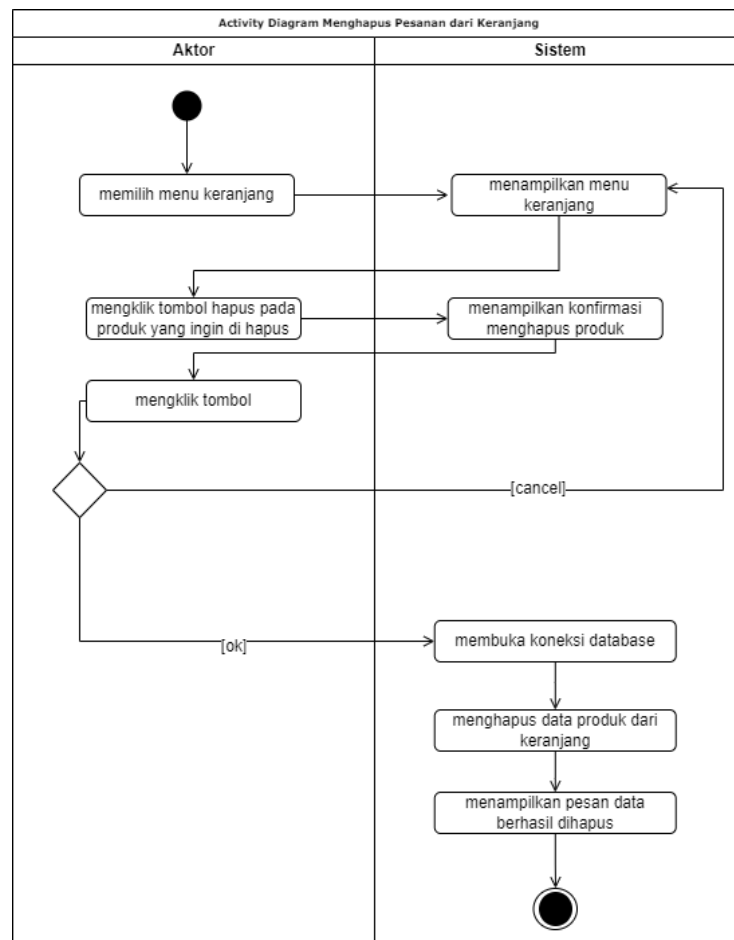 Activity Diagram Menghapus Pesanan dari Keranjang
Aktor
Sistem
memilih menu keranjang
menampilkan menu
keranjang
mengklik tombol hapus pada
produk yang ingin di hapus
menampilkan konfirmasi
menghapus produk
mengklik tombol
[cancel]
[ok]
membuka koneksi database
menghapus data produk dari
keranjang
menampilkan pesan data
berhasil dihapus